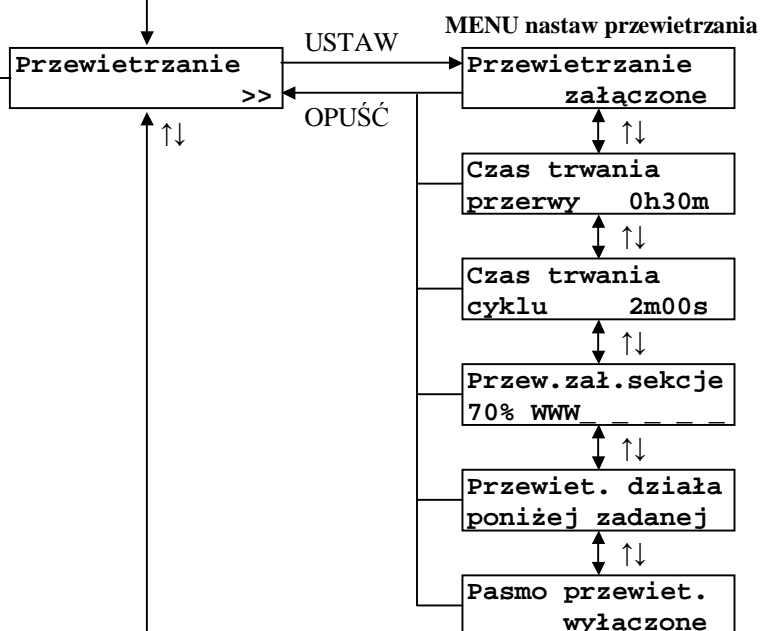 MENU nastaw przewietrzania
USTAW
Przewietrzanie
>>
OPUŚĆ
↑↓
Przewietrzanie
załączone
↑↓
Czas trwania
przerwy 0h30m
↑↓
Czas trwania
cyklu 2m00s
↑↓
Przew.zał.sekcje
70% WWW_ _ _ _ _
↑↓
Przewiet. działa
poniżej zadanej
↑↓
Pasmo przewiet.
wyłączone